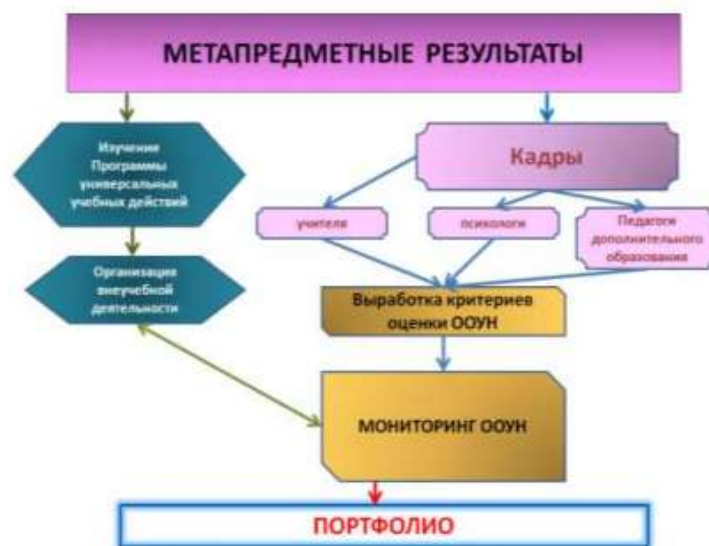 МЕТАПРЕДМЕТНЫЕ РЕЗУЛЬТАТЫ
Изучение
Программы
универсальных
учебных действий
Кадры
учителя
психологи
Педагоги
дополнительного
образования
Организация
внеучебной
деятельности
Выработка критериев
оценки ООУН
МОНИТОРИНГ ООУН
ПОРТФОЛИО